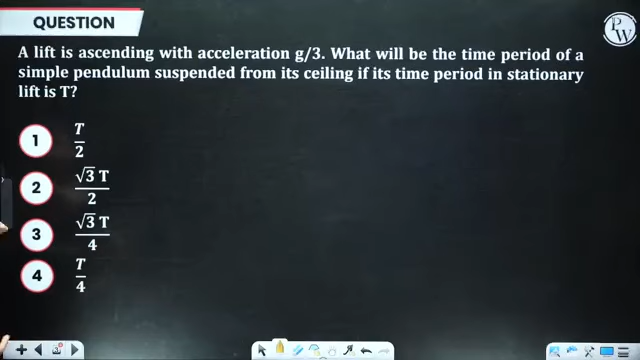 QUESTION
PW
A lift is ascending with acceleration g/3. What will be the time period of a
simple pendulum suspended from its ceiling if its time period in stationary
lift is T?
1 T/2
2 √3 T/2
3 √3 T/4
4 T/4